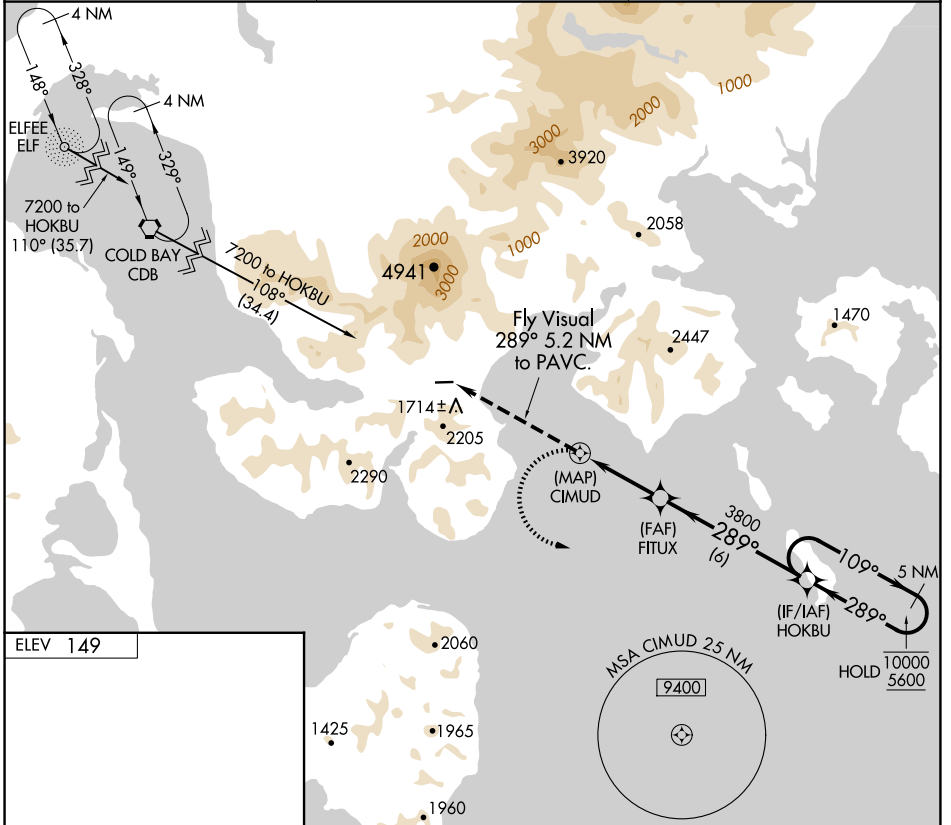 4 NM
148°
328°
4 NM
ELFEE
ELF
149°
329°
7200 to
HOKBU
110° (35.7)
COLD BAY
CDB
7200 to HOKBU
108°
(34.4)
1000
2000
3000
3920
2058
1000
2000
4941
3000
1470
Fly Visual
289° 5.2 NM
to PAVC.
2447
1714±
2205
2290
(MAP)
CIMUD
(FAF)
FITUX
3800
289°
(6)
109°
5 NM
289°
(IF/IAF)
HOKBU
HOLD
10000
5600
ELEV 149
2060
MSA CIMUD 25 NM
9400
1425
1965
1960